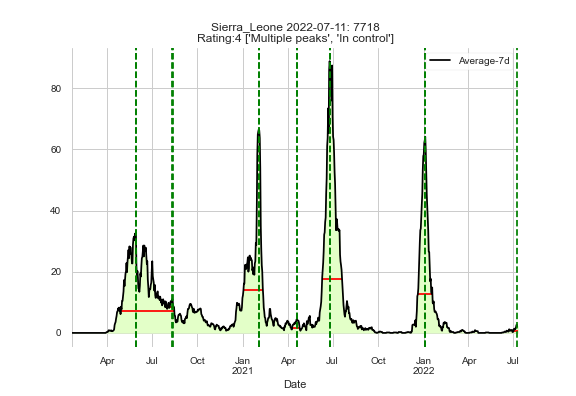 Sierra_Leone 2022-07-11: 7718
Rating:4 ['Multiple peaks', 'In control']
Average-7d
80
60
40
20
0
Apr Jul Oct Jan Apr Jul Oct Jan Apr Jul
2021 2022
Date